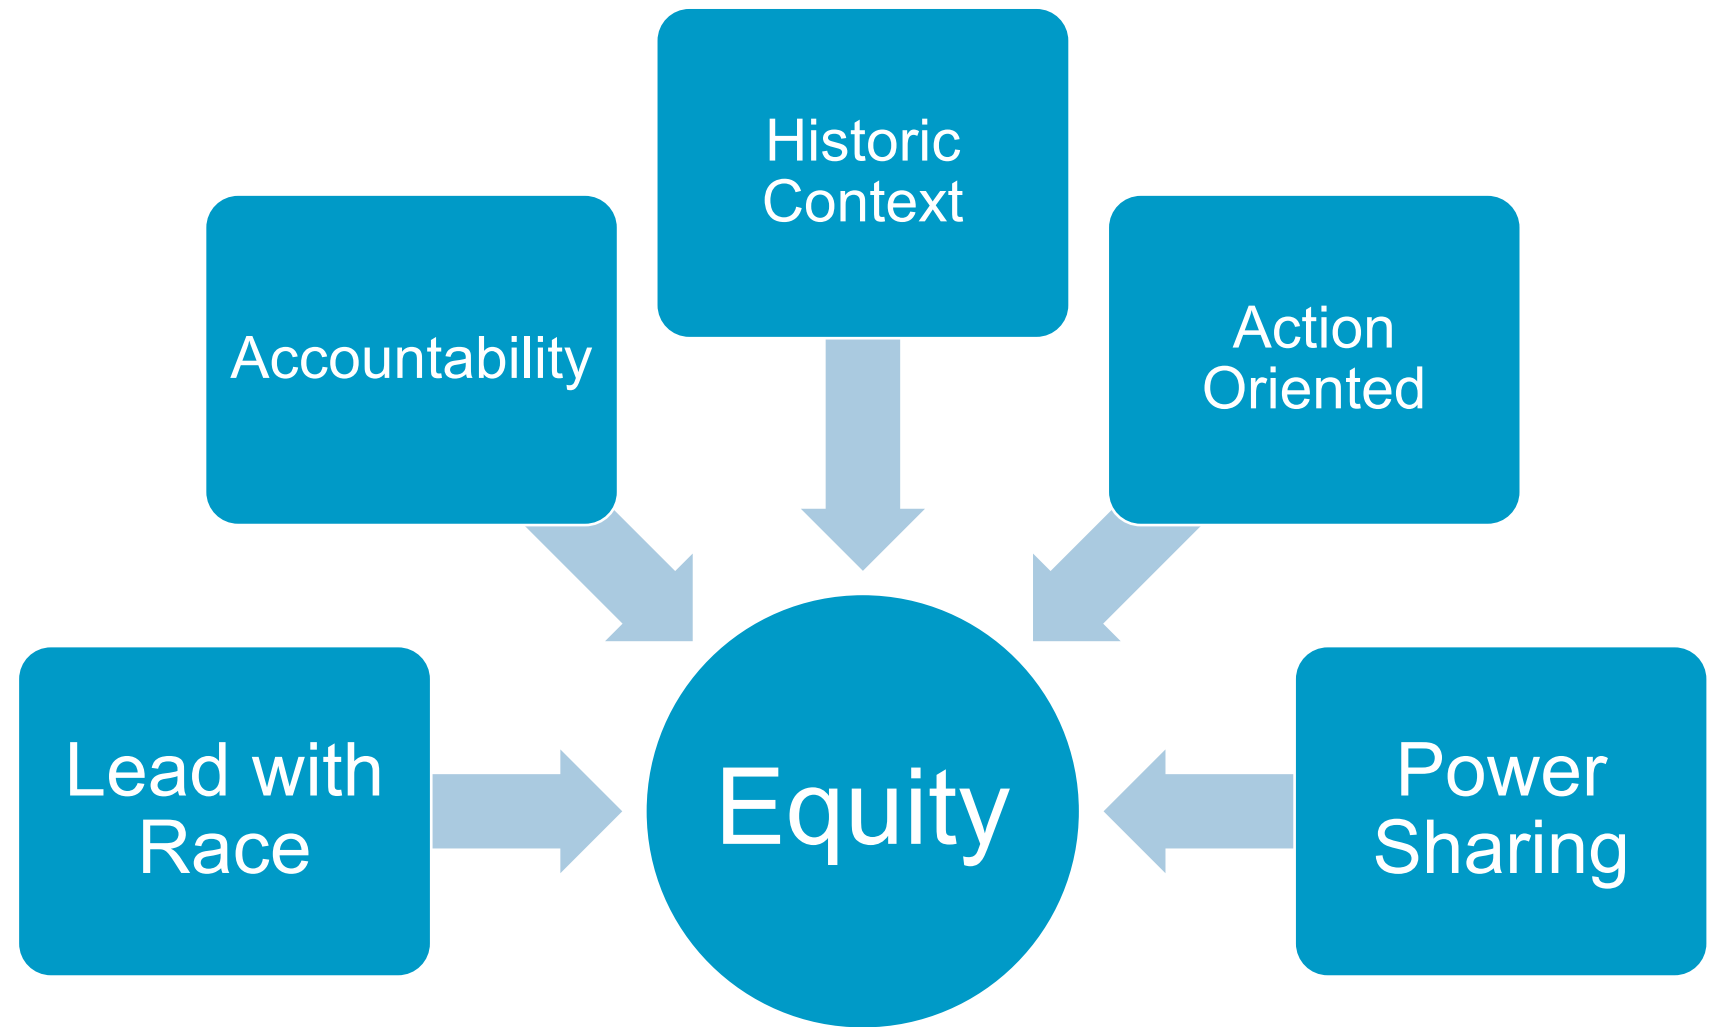 Historic
Context
Accountability
Action
Oriented
Lead with
Race
Equity
Power
Sharing